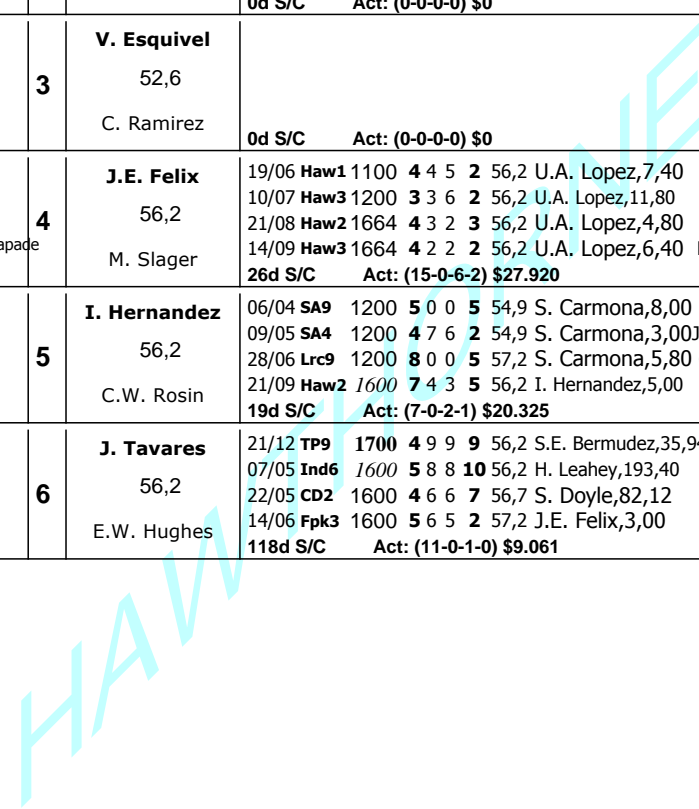 0d S/C Act: (0-0-0-0) $0
3
V. Esquivel
52,6
C. Ramirez
0d S/C Act: (0-0-0-0) $0
apade
4
J.E. Felix
56,2
M. Slager
19/06 Haw1 1100 4 4 5 2 56,2 U.A. Lopez,7,40
10/07 Haw3 1200 3 3 6 2 56,2 U.A. Lopez,11,80
21/08 Haw2 1664 4 3 2 3 56,2 U.A. Lopez,4,80
14/09 Haw3 1664 4 2 2 2 56,2 U.A. Lopez,6,40
26d S/C Act: (15-0-6-2) $27.920
5
I. Hernandez
56,2
C.W. Rosin
06/04 SA9 1200 5 0 0 5 54,9 S. Carmona,8,00
09/05 SA4 1200 4 7 6 2 54,9 S. Carmona,3,00J
28/06 Lrc9 1200 8 0 0 5 57,2 S. Carmona,5,80
21/09 Haw2 1600 7 4 3 5 56,2 I. Hernandez,5,00
19d S/C Act: (7-0-2-1) $20.325
6
J. Tavares
56,2
E.W. Hughes
21/12 TP9 1700 4 9 9 9 56,2 S.E. Bermudez,35,9
07/05 Ind6 1600 5 8 8 10 56,2 H. Leahey,193,40
22/05 CD2 1600 4 6 6 7 56,7 S. Doyle,82,12
14/06 Fpk3 1600 5 6 5 2 57,2 J.E. Felix,3,00
118d S/C Act: (11-0-1-0) $9.061
HAWTHORNE